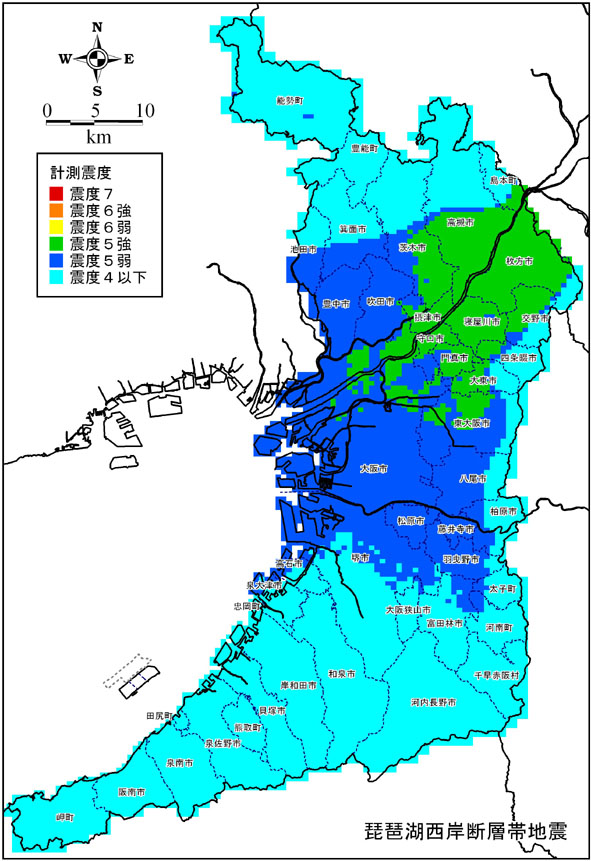 N
W E
S
0 5 10
km
計測震度
震度７
震度６強
震度６弱
震度５強
震度５弱
震度４以下
能勢町
豊能町
島本町
高槻市
箕面市
茨木市
池田市
枚方市
豊中市
吹田市
摂津市
寝屋川市
交野市
守口市
門真市
四条畷市
大東市
東大阪市
大阪市
八尾市
柏原市
松原市
藤井寺市
堺市
羽曳野市
高石市
泉大津市
太子町
忠岡町
大阪狭山市
富田林市
河南町
和泉市
千早赤阪村
岸和田市
河内長野市
貝塚市
田尻町
熊取町
泉佐野市
泉南市
阪南市
岬町
琵琶湖西岸断層帯地震